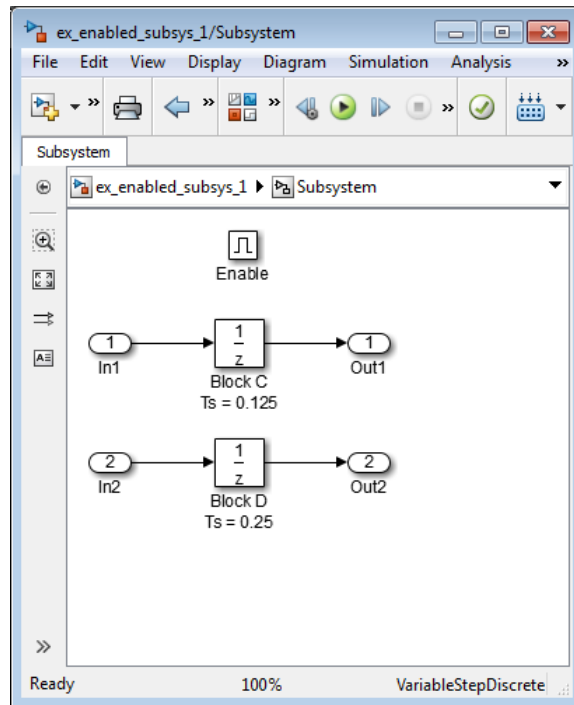 ex_enabled_subsys_1/Subsystem
File Edit View Display Diagram Simulation Analysis »
» » » »
Subsystem
ex_enabled_subsys_1 Subsystem
Enable
1 1/z 1
In1 Block C Out1
Ts = 0.125
2 1/z 2
In2 Block D Out2
Ts = 0.25
»
Ready 100% VariableStepDiscrete